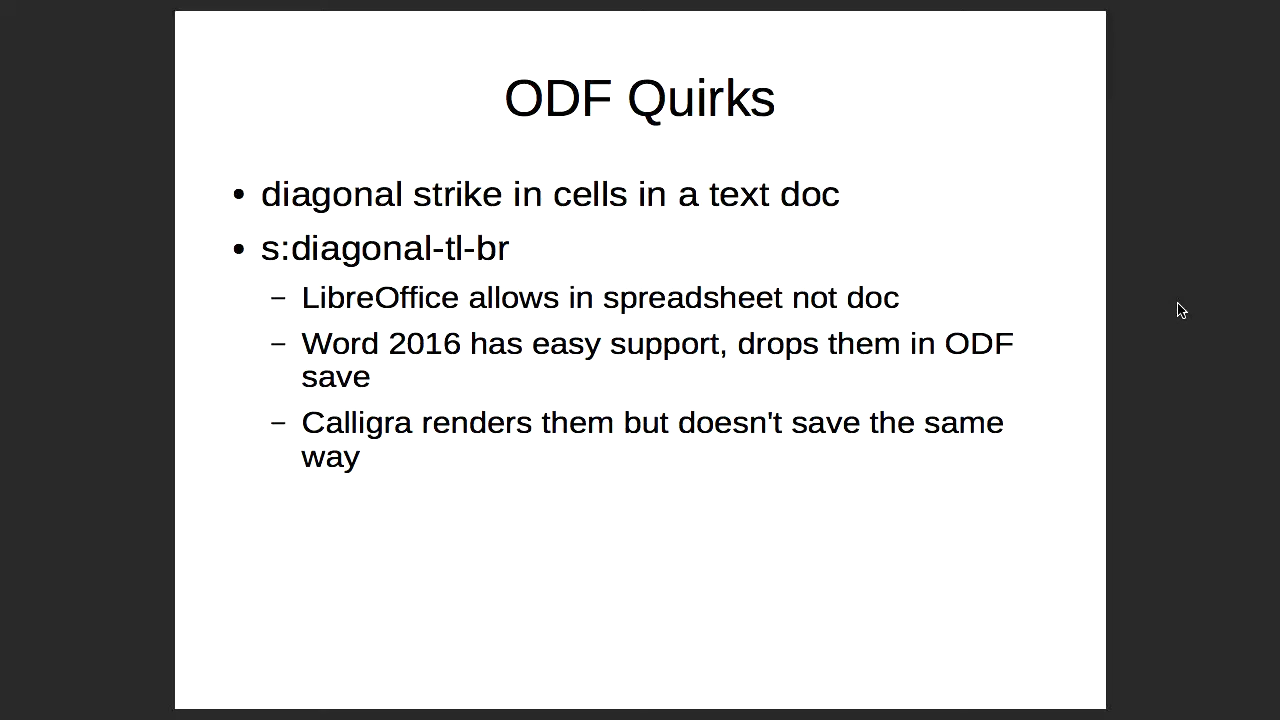 ODF Quirks
• diagonal strike in cells in a text doc
• s:diagonal-tl-br
– LibreOffice allows in spreadsheet not doc
– Word 2016 has easy support, drops them in ODF
save
– Calligra renders them but doesn't save the same
way